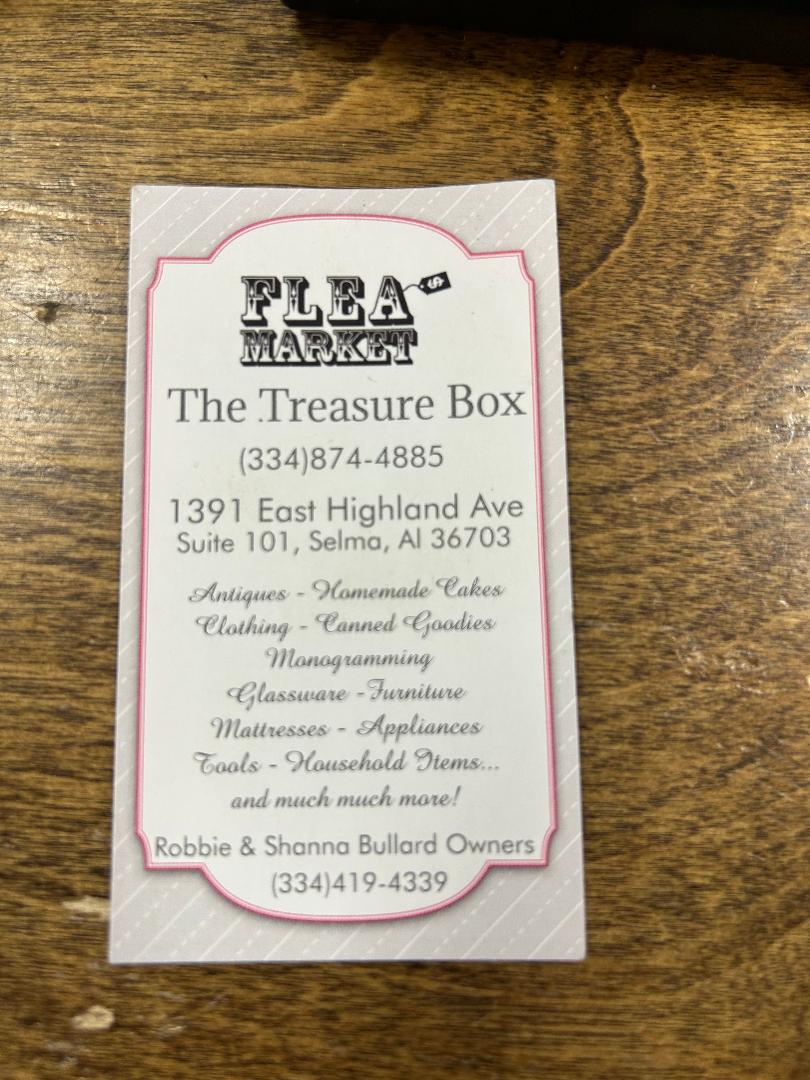 FLEA
MARKET
$
The Treasure Box
(334)874-4885
1391 East Highland Ave
Suite 101, Selma, Al 36703
Antiques - Homemade Cakes
Clothing - Canned Goodies
Monogramming
Glassware -Furniture
Mattresses - Appliances
Tools - Household Items...
and much much more!
Robbie & Shanna Bullard Owners
(334)419-4339